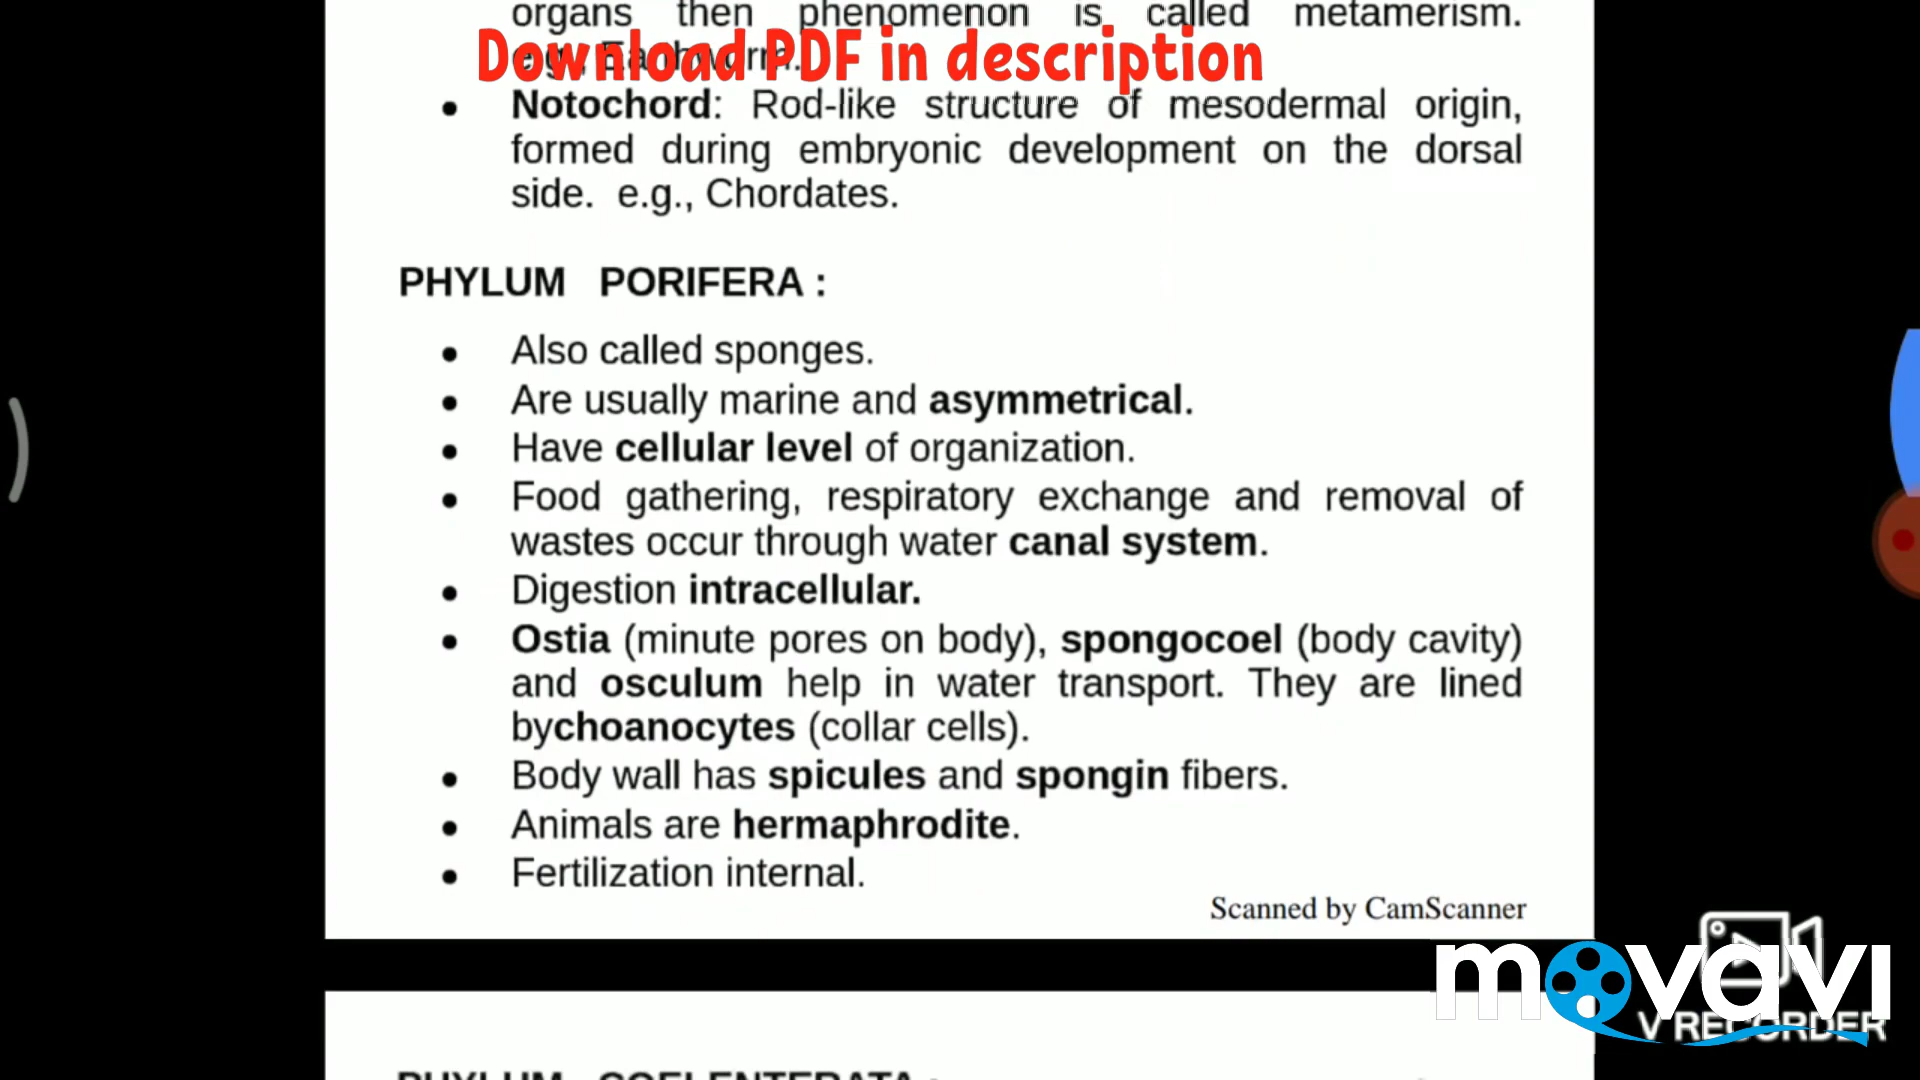 organs then phenomenon is called metamerism.
Download PDF in description
Notochord: Rod-like structure of mesodermal origin,
formed during embryonic development on the dorsal
side. e.g., Chordates.
PHYLUM PORIFERA :
Also called sponges.
Are usually marine and asymmetrical.
Have cellular level of organization.
Food gathering, respiratory exchange and removal of
wastes occur through water canal system.
Digestion intracellular.
Ostia (minute pores on body), spongocoel (body cavity)
and osculum help in water transport. They are lined
bychoanocytes (collar cells).
Body wall has spicules and spongin fibers.
Animals are hermaphrodite.
Fertilization internal.
Scanned by CamScanner
movavi
V RECORDER
PHYLUM COELENTERATA :